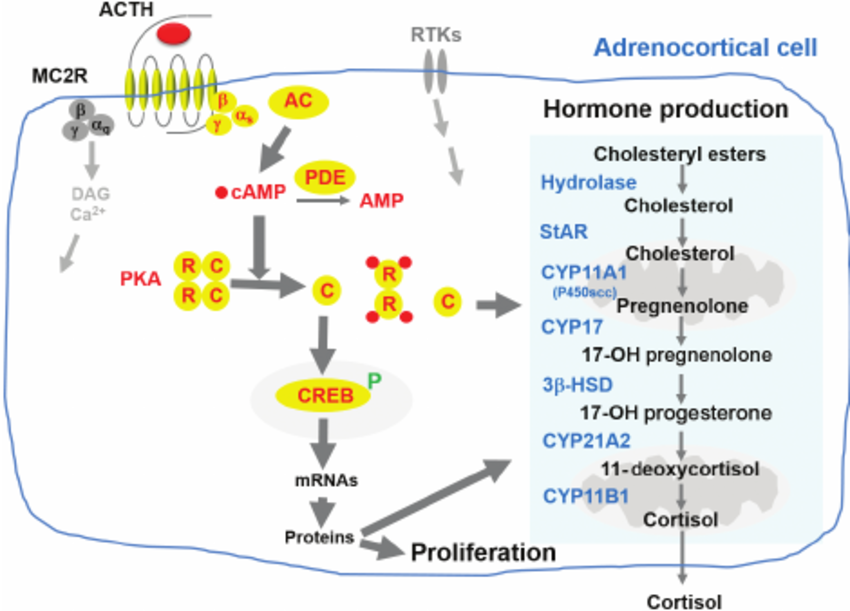 ACTH
MC2R
β
γ
αq
DAG
Ca2+
β
γ
αs
AC
RTKs
Adrenocortical cell
cAMP
PDE
AMP
PKA
R C
R C
C
R
R
C
CREB
P
mRNAs
Proteins
Proliferation
Hormone production
Cholesteryl esters
Hydrolase
Cholesterol
StAR
Cholesterol
CYP11A1
(P450scc)
Pregnenolone
CYP17
17-OH pregnenolone
3β-HSD
17-OH progesterone
CYP21A2
11-deoxycortisol
CYP11B1
Cortisol
Cortisol